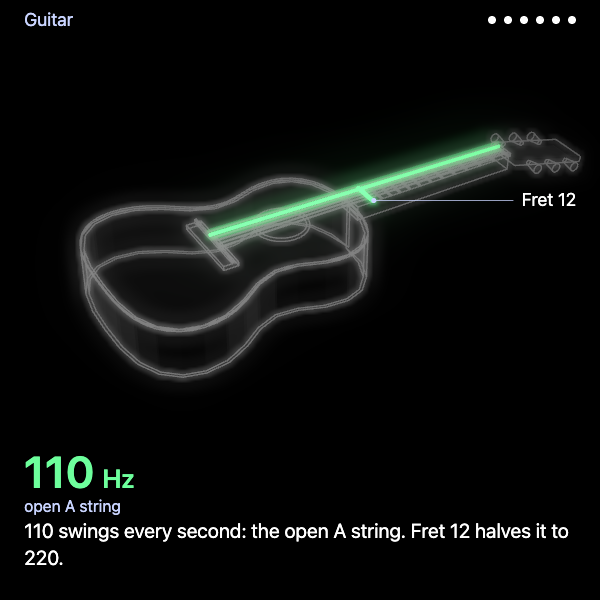 Guitar
Fret 12
110 Hz
open A string
110 swings every second: the open A string. Fret 12 halves it to
220.